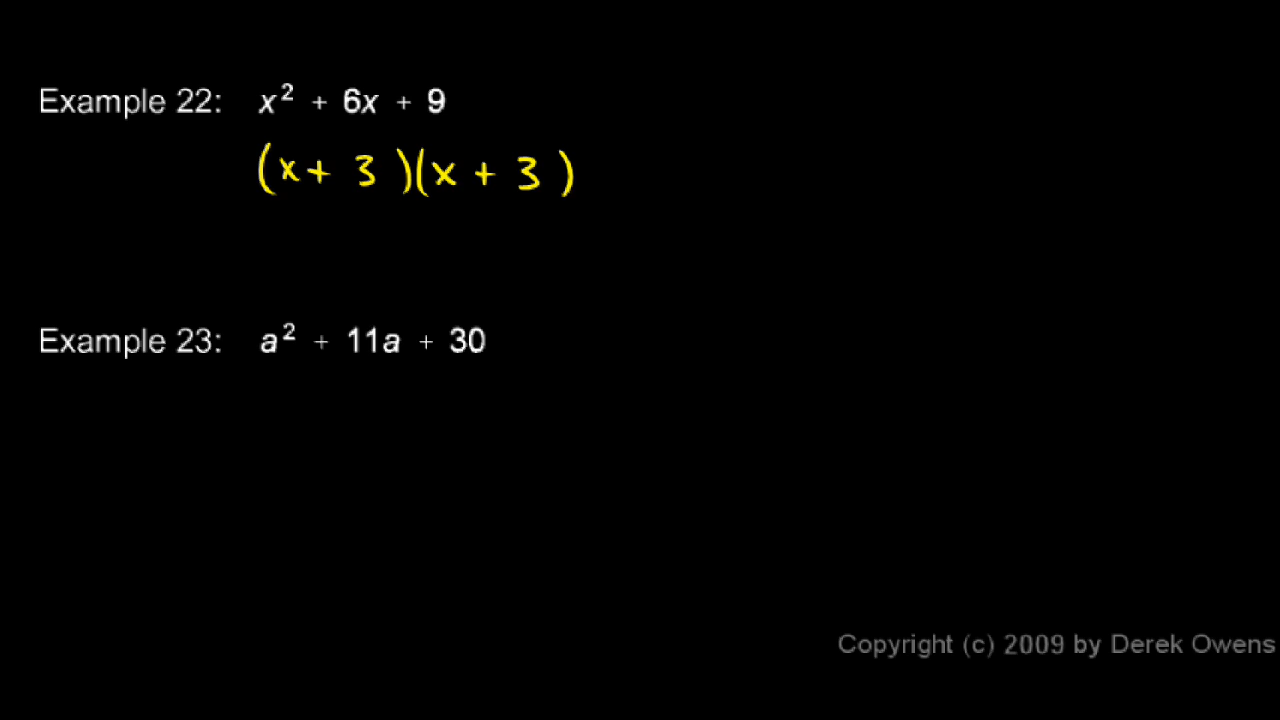 Example 22: x² + 6x + 9
(x + 3)(x + 3)
Example 23: a² + 11a + 30
Copyright (c) 2009 by Derek Owens